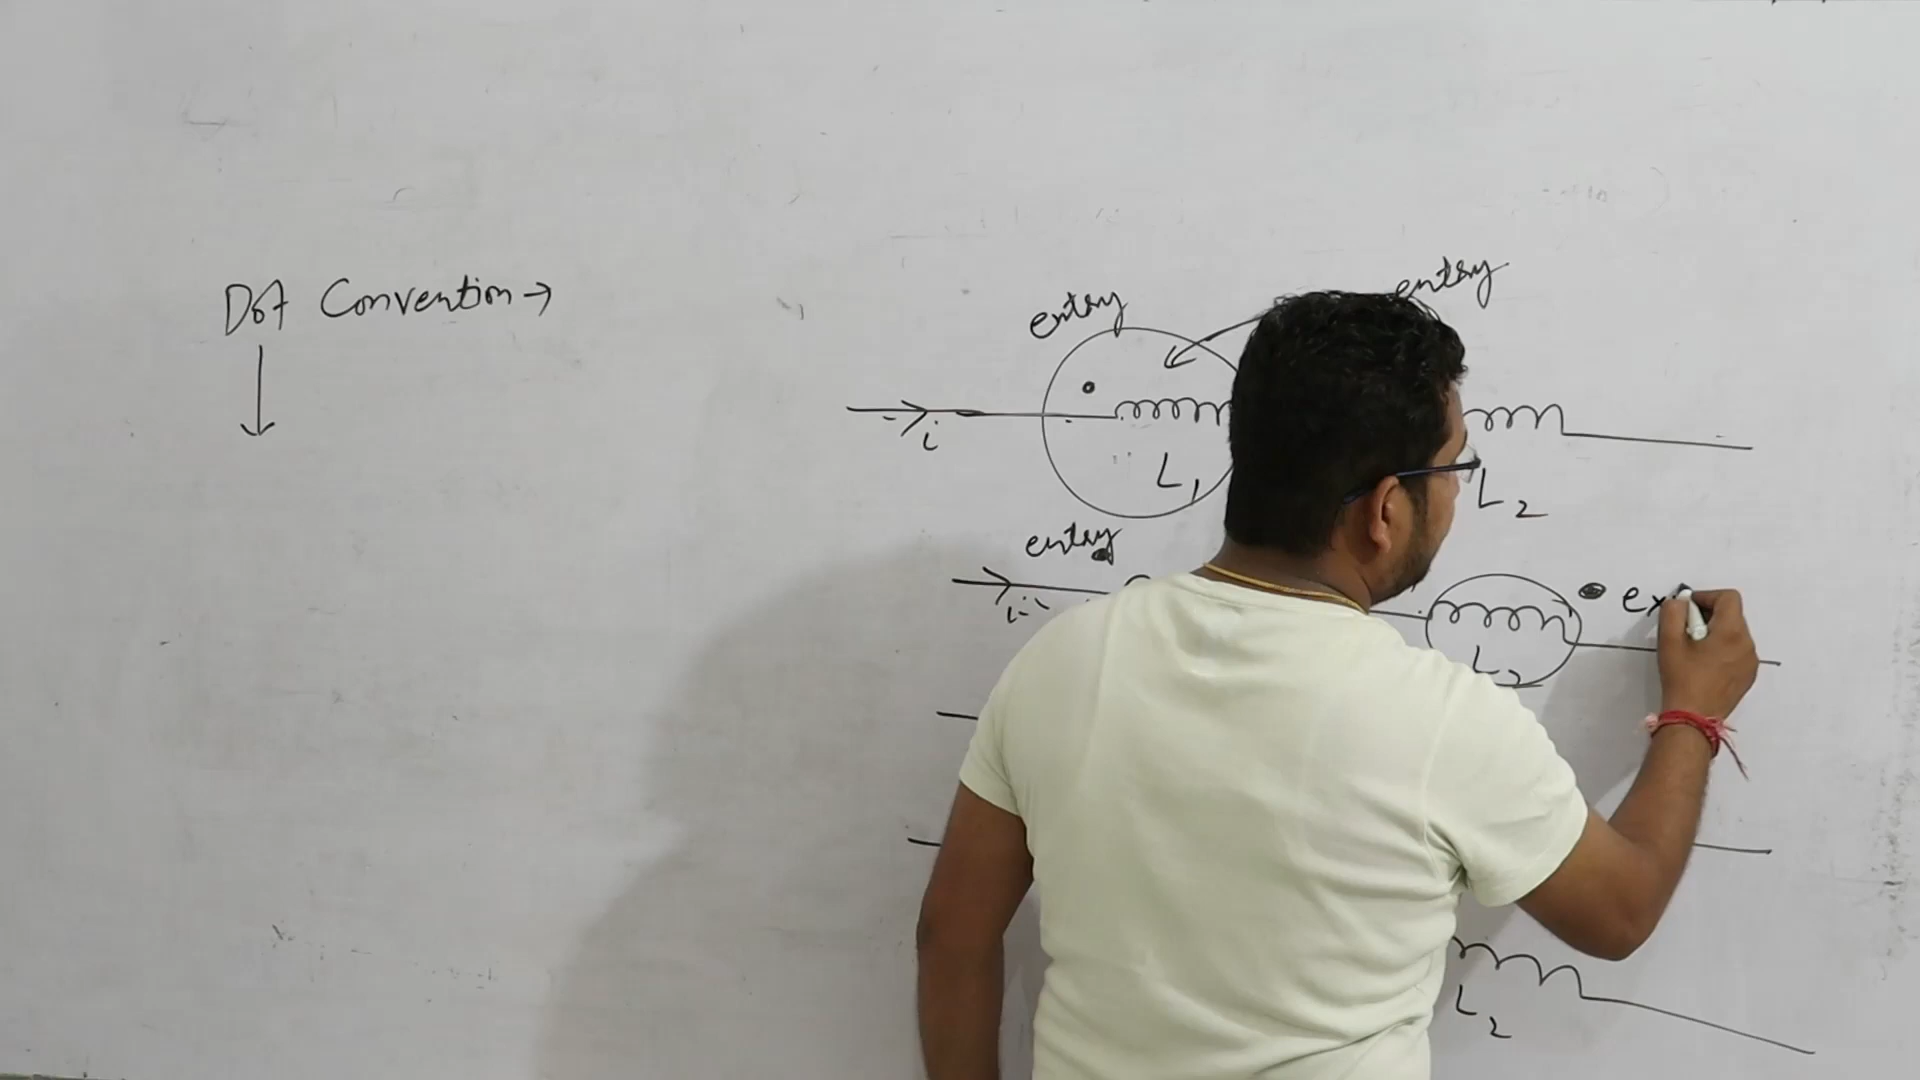 Dot Convention →
entry
entry
i
L1
L2
entry
i
L2
ex
L2